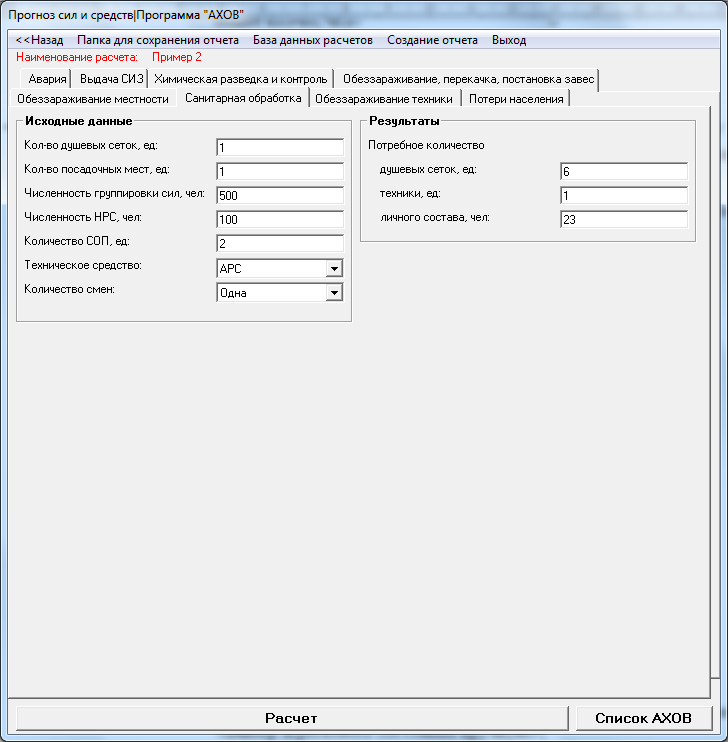 Прогноз сил и средств|Программа "АХОВ"
<<Назад Папка для сохранения отчета База данных расчетов Создание отчета Выход
Наименование расчета: Пример 2
Авария Выдача СИЗ Химическая разведка и контроль Обеззараживание, перекачка, постановка завес
Обеззараживание местности Санитарная обработка Обеззараживание техники Потери населения
Исходные данные
Кол-во душевых сеток, ед: 1
Кол-во посадочных мест, ед: 1
Численность группировки сил, чел: 500
Численность НРС, чел: 100
Количество СОП, ед: 2
Техническое средство: АРС
Количество смен: Одна
Результаты
Потребное количество
душевых сеток, ед: 6
техники, ед: 1
личного состава, чел: 23
Расчет Список АХОВ